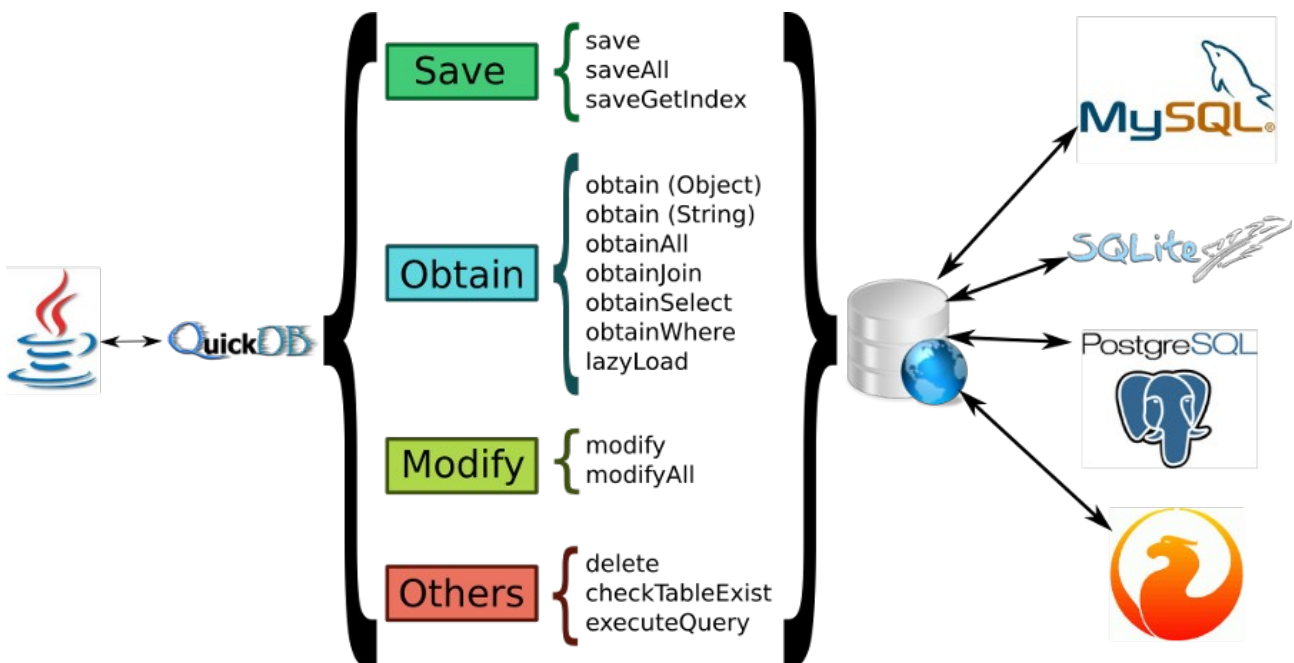 QuickDB
Save
save
saveAll
saveGetIndex
Obtain
obtain (Object)
obtain (String)
obtainAll
obtainJoin
obtainSelect
obtainWhere
lazyLoad
Modify
modify
modifyAll
Others
delete
checkTableExist
executeQuery
MySQL®
SQLite
PostgreSQL